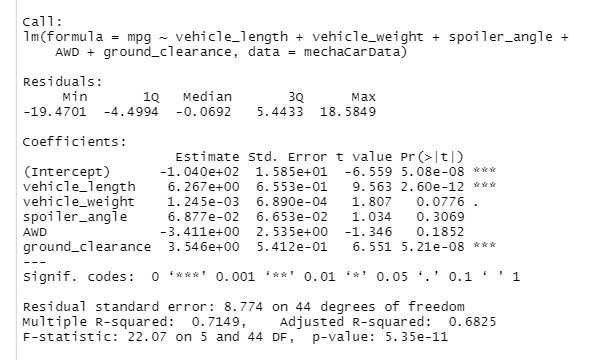 Call:
lm(formula = mpg ~ vehicle_length + vehicle_weight + spoiler_angle +
    AWD + ground_clearance, data = mechaCarData)

Residuals:
     Min       1Q   Median       3Q      Max
-19.4701  -4.4994  -0.0692   5.4433  18.5849

Coefficients:
                   Estimate Std. Error t value Pr(>|t|)
(Intercept)      -1.040e+02  1.585e+01  -6.559 5.08e-08 ***
vehicle_length    6.267e+00  6.553e-01   9.563 2.60e-12 ***
vehicle_weight    1.245e-03  6.890e-04   1.807   0.0776 .
spoiler_angle     6.877e-02  6.653e-02   1.034   0.3069
AWD              -3.411e+00  2.535e+00  -1.346   0.1852
ground_clearance  3.546e+00  5.412e-01   6.551 5.21e-08 ***
---
Signif. codes:  0 ‘***’ 0.001 ‘**’ 0.01 ‘*’ 0.05 ‘.’ 0.1 ‘ ’ 1

Residual standard error: 8.774 on 44 degrees of freedom
Multiple R-squared:  0.7149,    Adjusted R-squared:  0.6825
F-statistic: 22.07 on 5 and 44 DF,  p-value: 5.35e-11